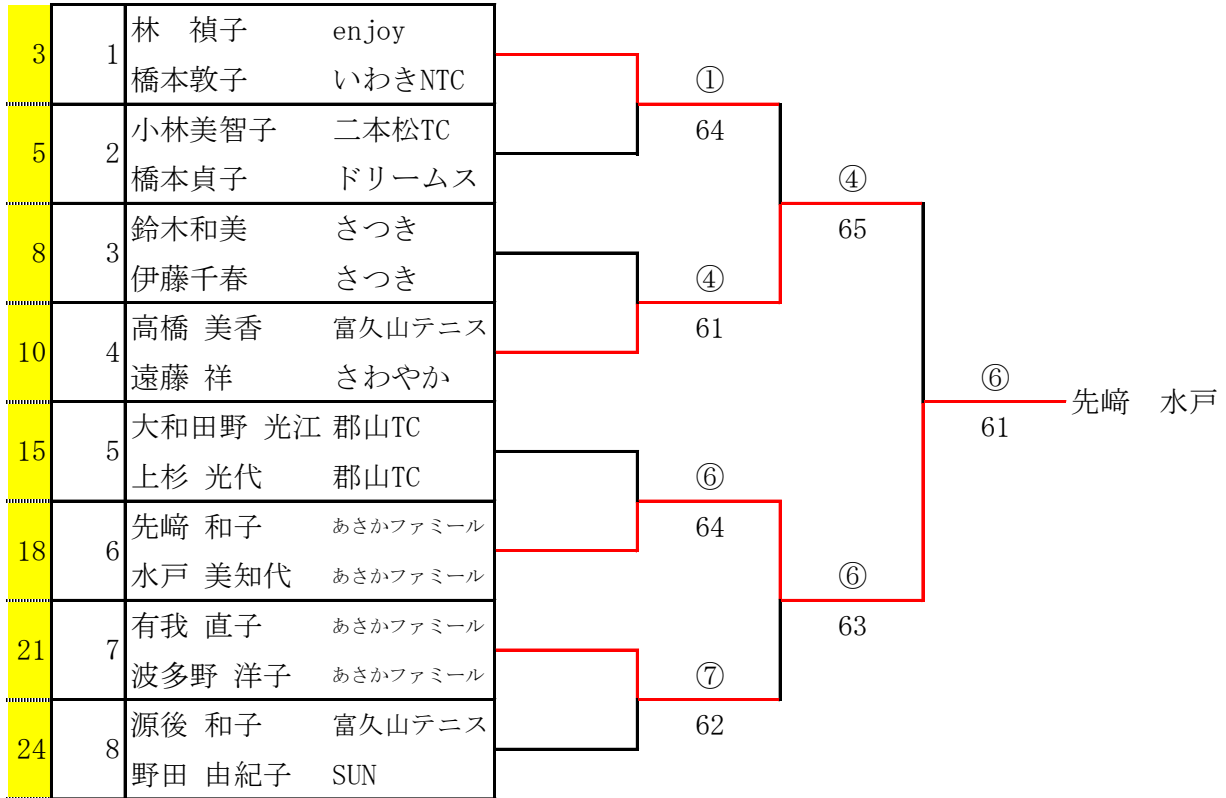 3 1 林　禎子 enjoy
橋本敦子 いわきNTC
①
64
5 2 小林美智子 二本松TC
橋本貞子 ドリームス
④
65
8 3 鈴木和美 さつき
伊藤千春 さつき
④
61
10 4 高橋 美香 富久山テニス
遠藤 祥 さわやか
⑥
61
先﨑　水戸
15 5 大和田野 光江 郡山TC
上杉 光代 郡山TC
⑥
64
18 6 先﨑 和子 あさかファミール
水戸 美知代 あさかファミール
⑥
63
21 7 有我 直子 あさかファミール
波多野 洋子 あさかファミール
⑦
62
24 8 源後 和子 富久山テニス
野田 由紀子 SUN